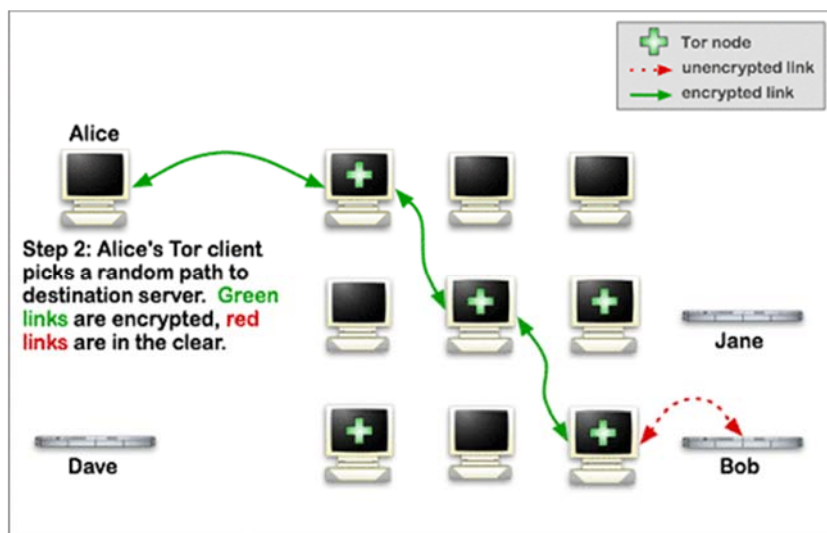 Tor node
unencrypted link
encrypted link
Alice
Step 2: Alice's Tor client
picks a random path to
destination server. Green
links are encrypted, red
links are in the clear.
Jane
Dave
Bob